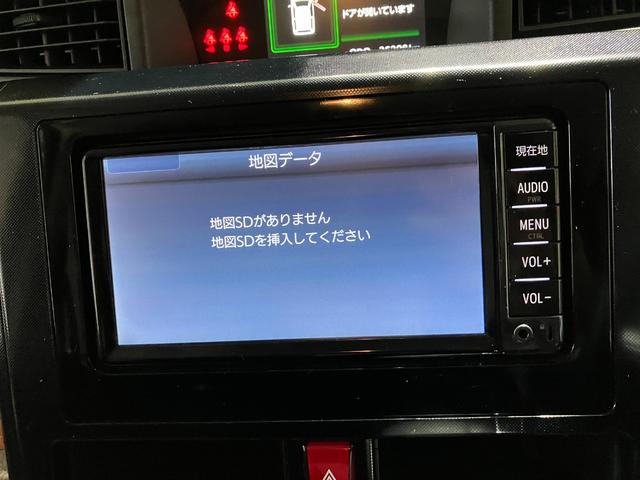 ドアが開いています
地図データ
地図SDがありません
地図SDを挿入してください
現在地
AUDIO
PWR
MENU
CTRL
VOL+
VOL-